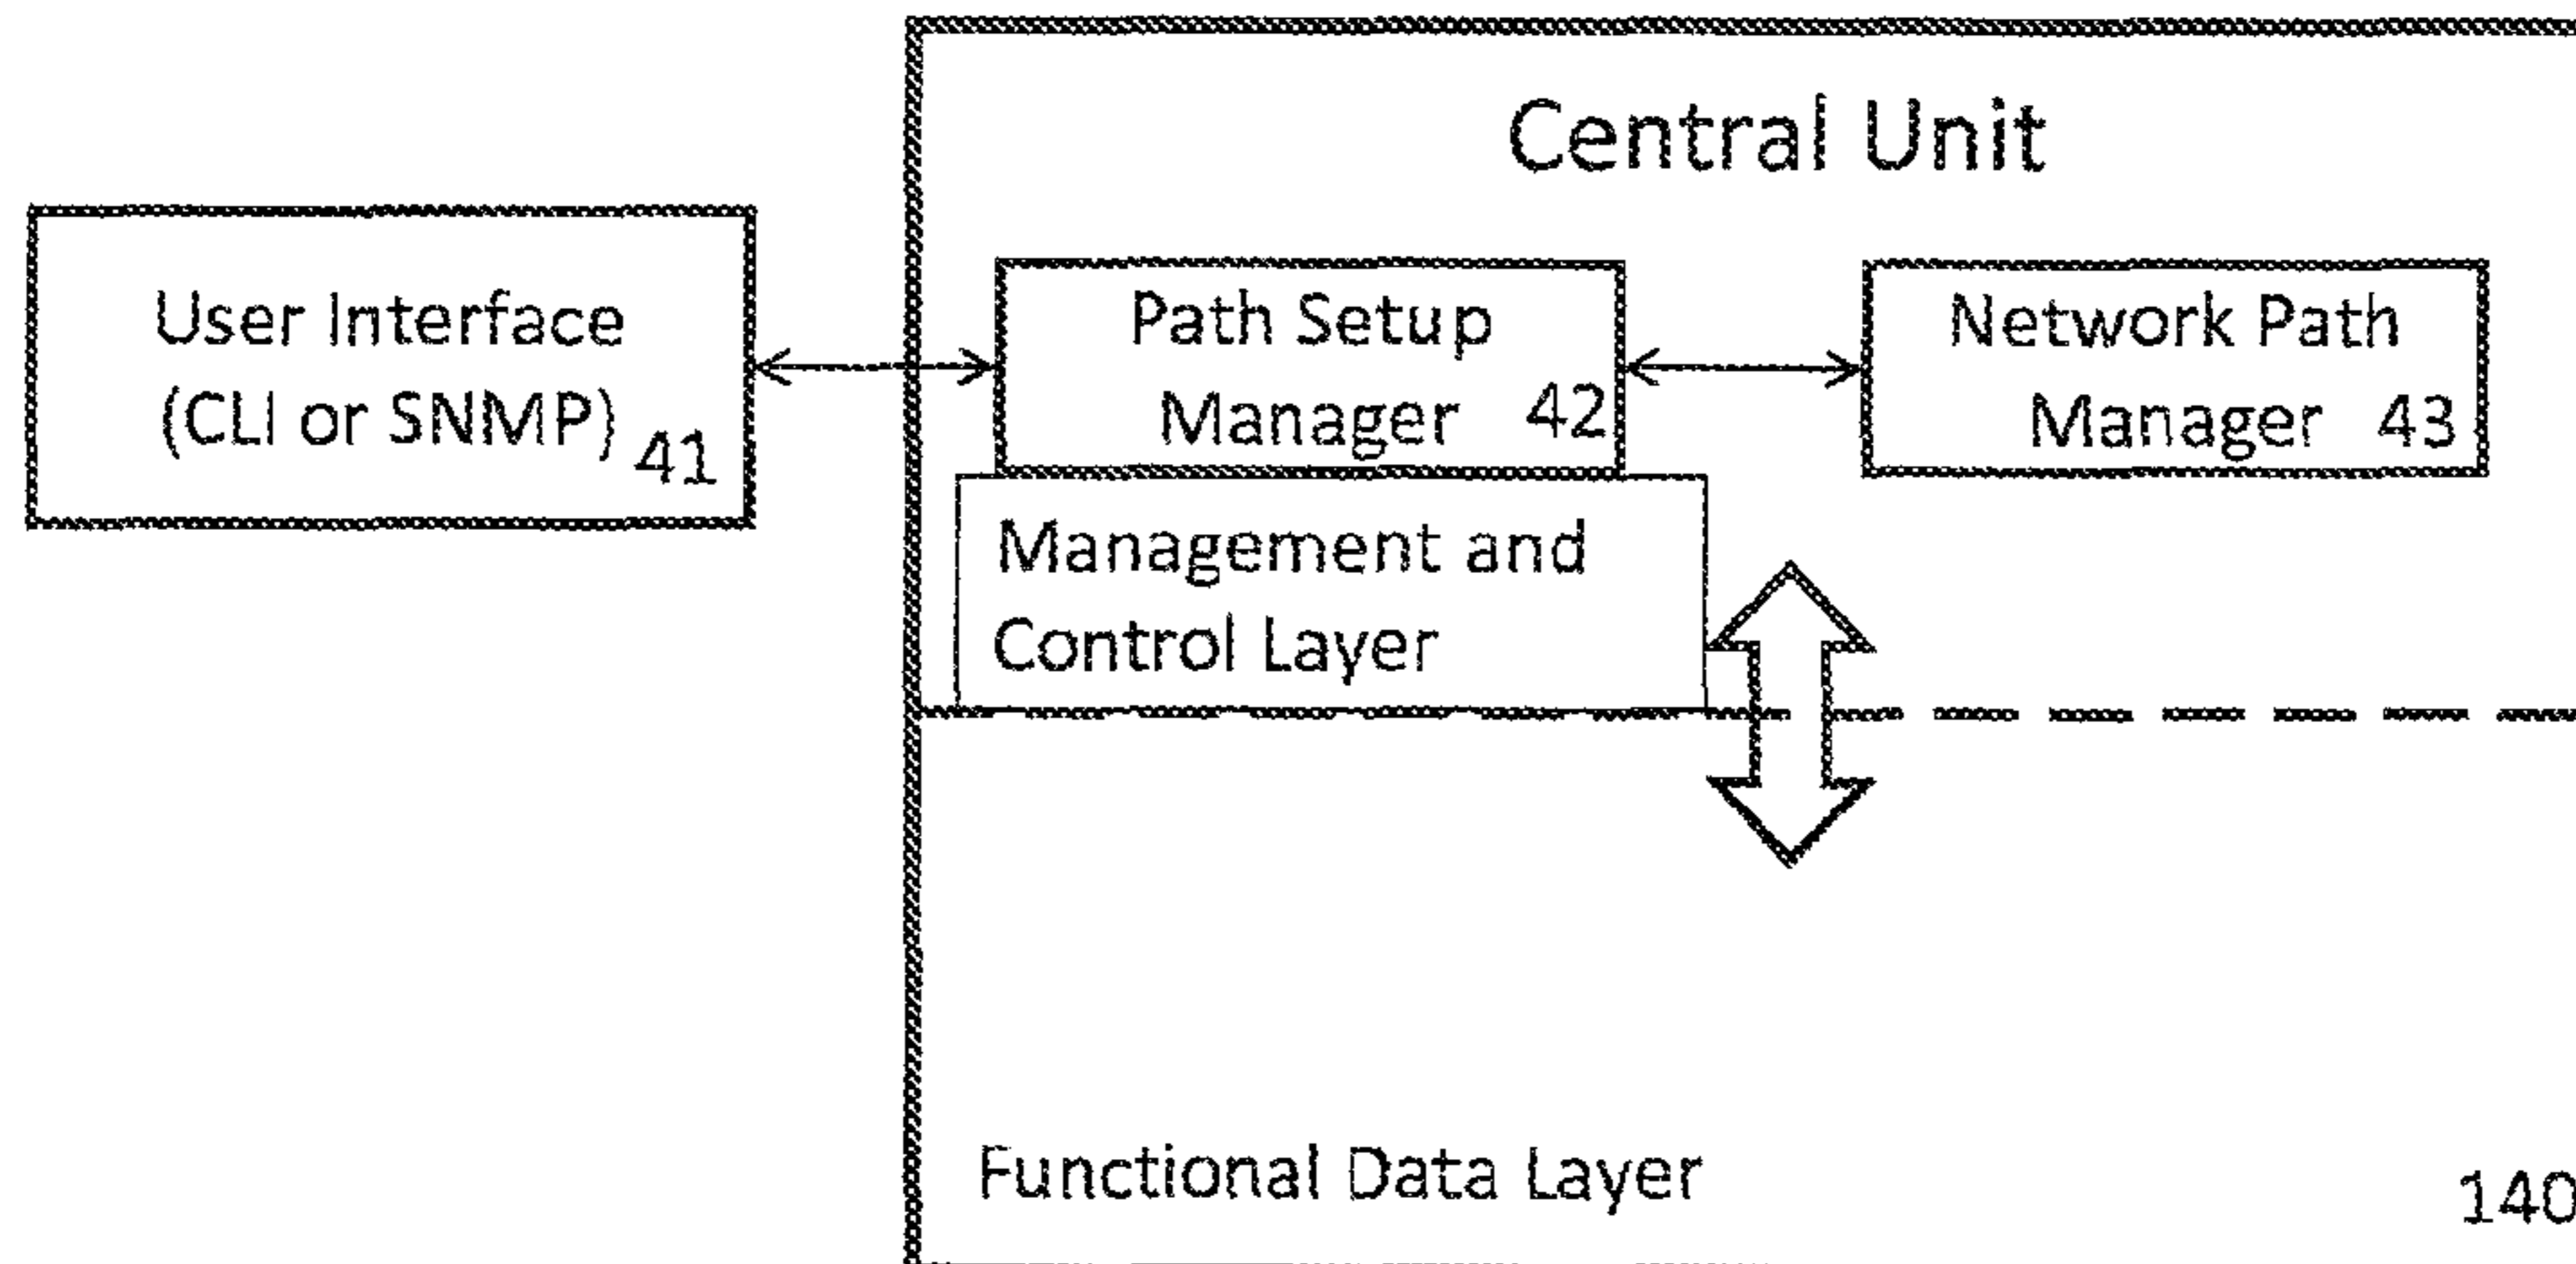 Central Unit
User Interface
(CLI or SNMP) 41
Path Setup
Manager 42
Network Path
Manager 43
Management and
Control Layer
Functional Data Layer
140